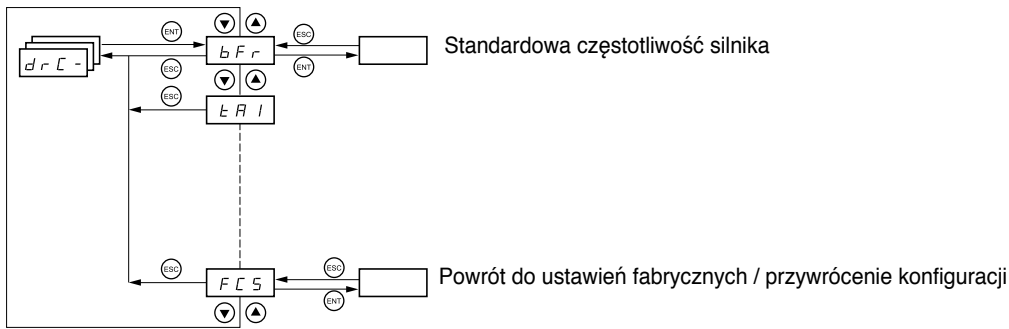 ENT
ESC
drC-
bFr
Standardowa częstotliwość silnika
ESC
ENT
ESC
tA1
ESC
ESC
FCS
Powrót do ustawień fabrycznych / przywrócenie konfiguracji
ENT